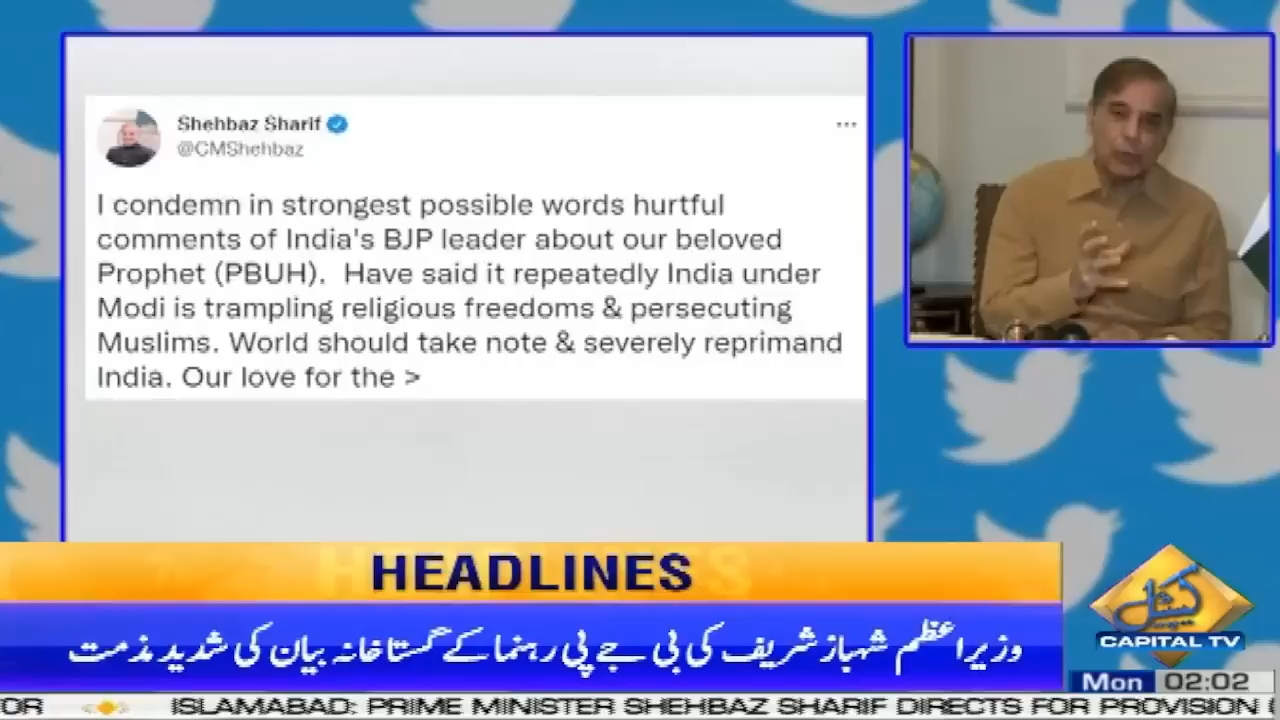 Shehbaz Sharif
@CMShehbaz
I condemn in strongest possible words hurtful
comments of India's BJP leader about our beloved
Prophet (PBUH). Have said it repeatedly India under
Modi is trampling religious freedoms & persecuting
Muslims. World should take note & severely reprimand
India. Our love for the >
HEADLINES
وزیراعظم شہباز شریف کی بی جے پی رہنما کے گستاخانہ بیان کی شدید مذمت
کیپیٹل
CAPITAL TV
Mon 02:02
OR ISLAMABAD: PRIME MINISTER SHEHBAZ SHARIF DIRECTS FOR PROVISION (